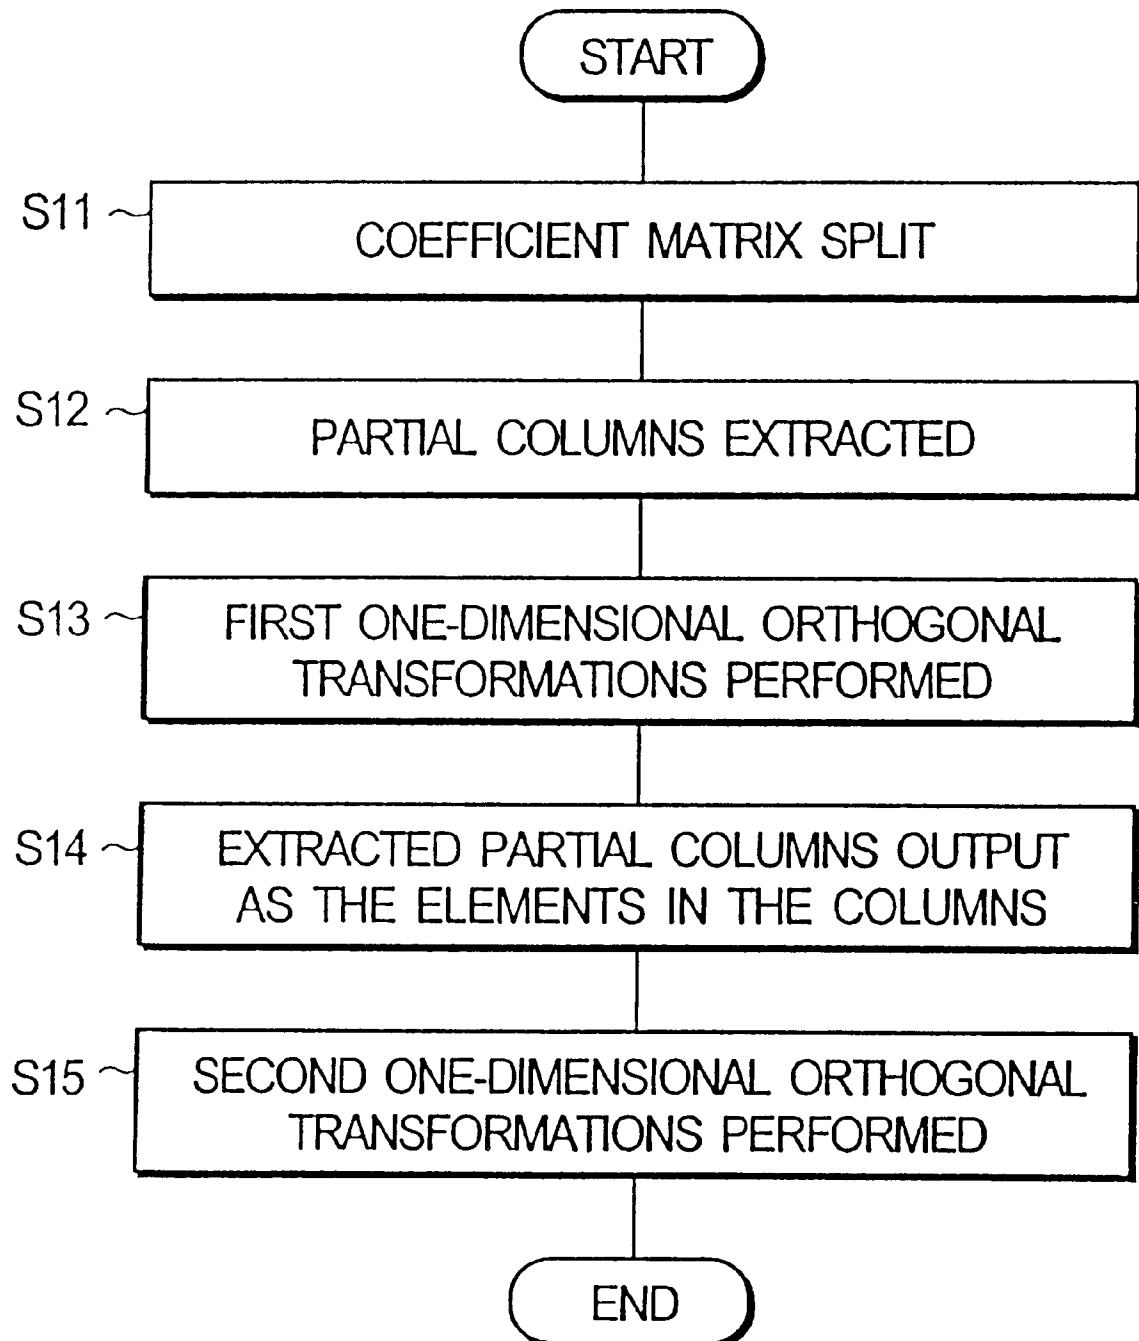 START
S11
COEFFICIENT MATRIX SPLIT
S12
PARTIAL COLUMNS EXTRACTED
S13
FIRST ONE-DIMENSIONAL ORTHOGONAL
TRANSFORMATIONS PERFORMED
S14
EXTRACTED PARTIAL COLUMNS OUTPUT
AS THE ELEMENTS IN THE COLUMNS
S15
SECOND ONE-DIMENSIONAL ORTHOGONAL
TRANSFORMATIONS PERFORMED
END